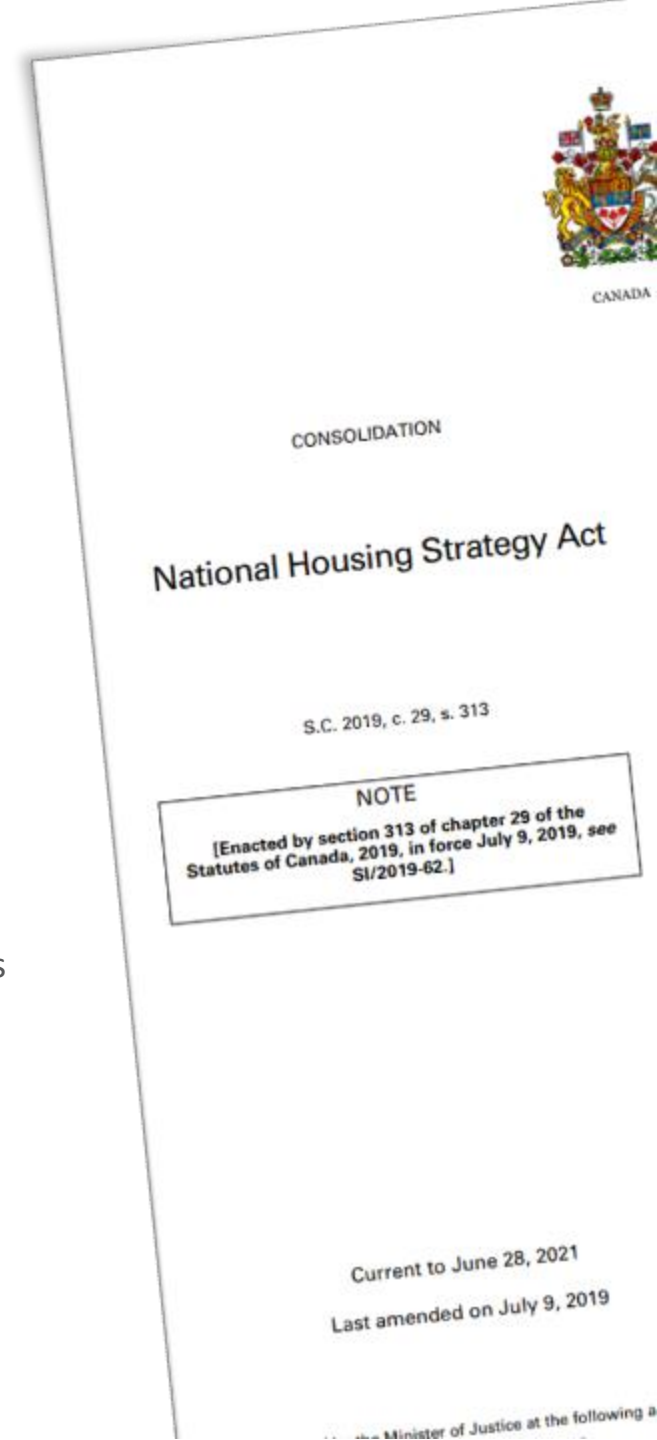 CANADA
CONSOLIDATION
National Housing Strategy Act
S.C. 2019, c. 29, s. 313
NOTE
[Enacted by section 313 of chapter 29 of the
Statutes of Canada, 2019, in force July 9, 2019, see
SI/2019-62.]
s
Current to June 28, 2021
Last amended on July 9, 2019
the Minister of Justice at the following a